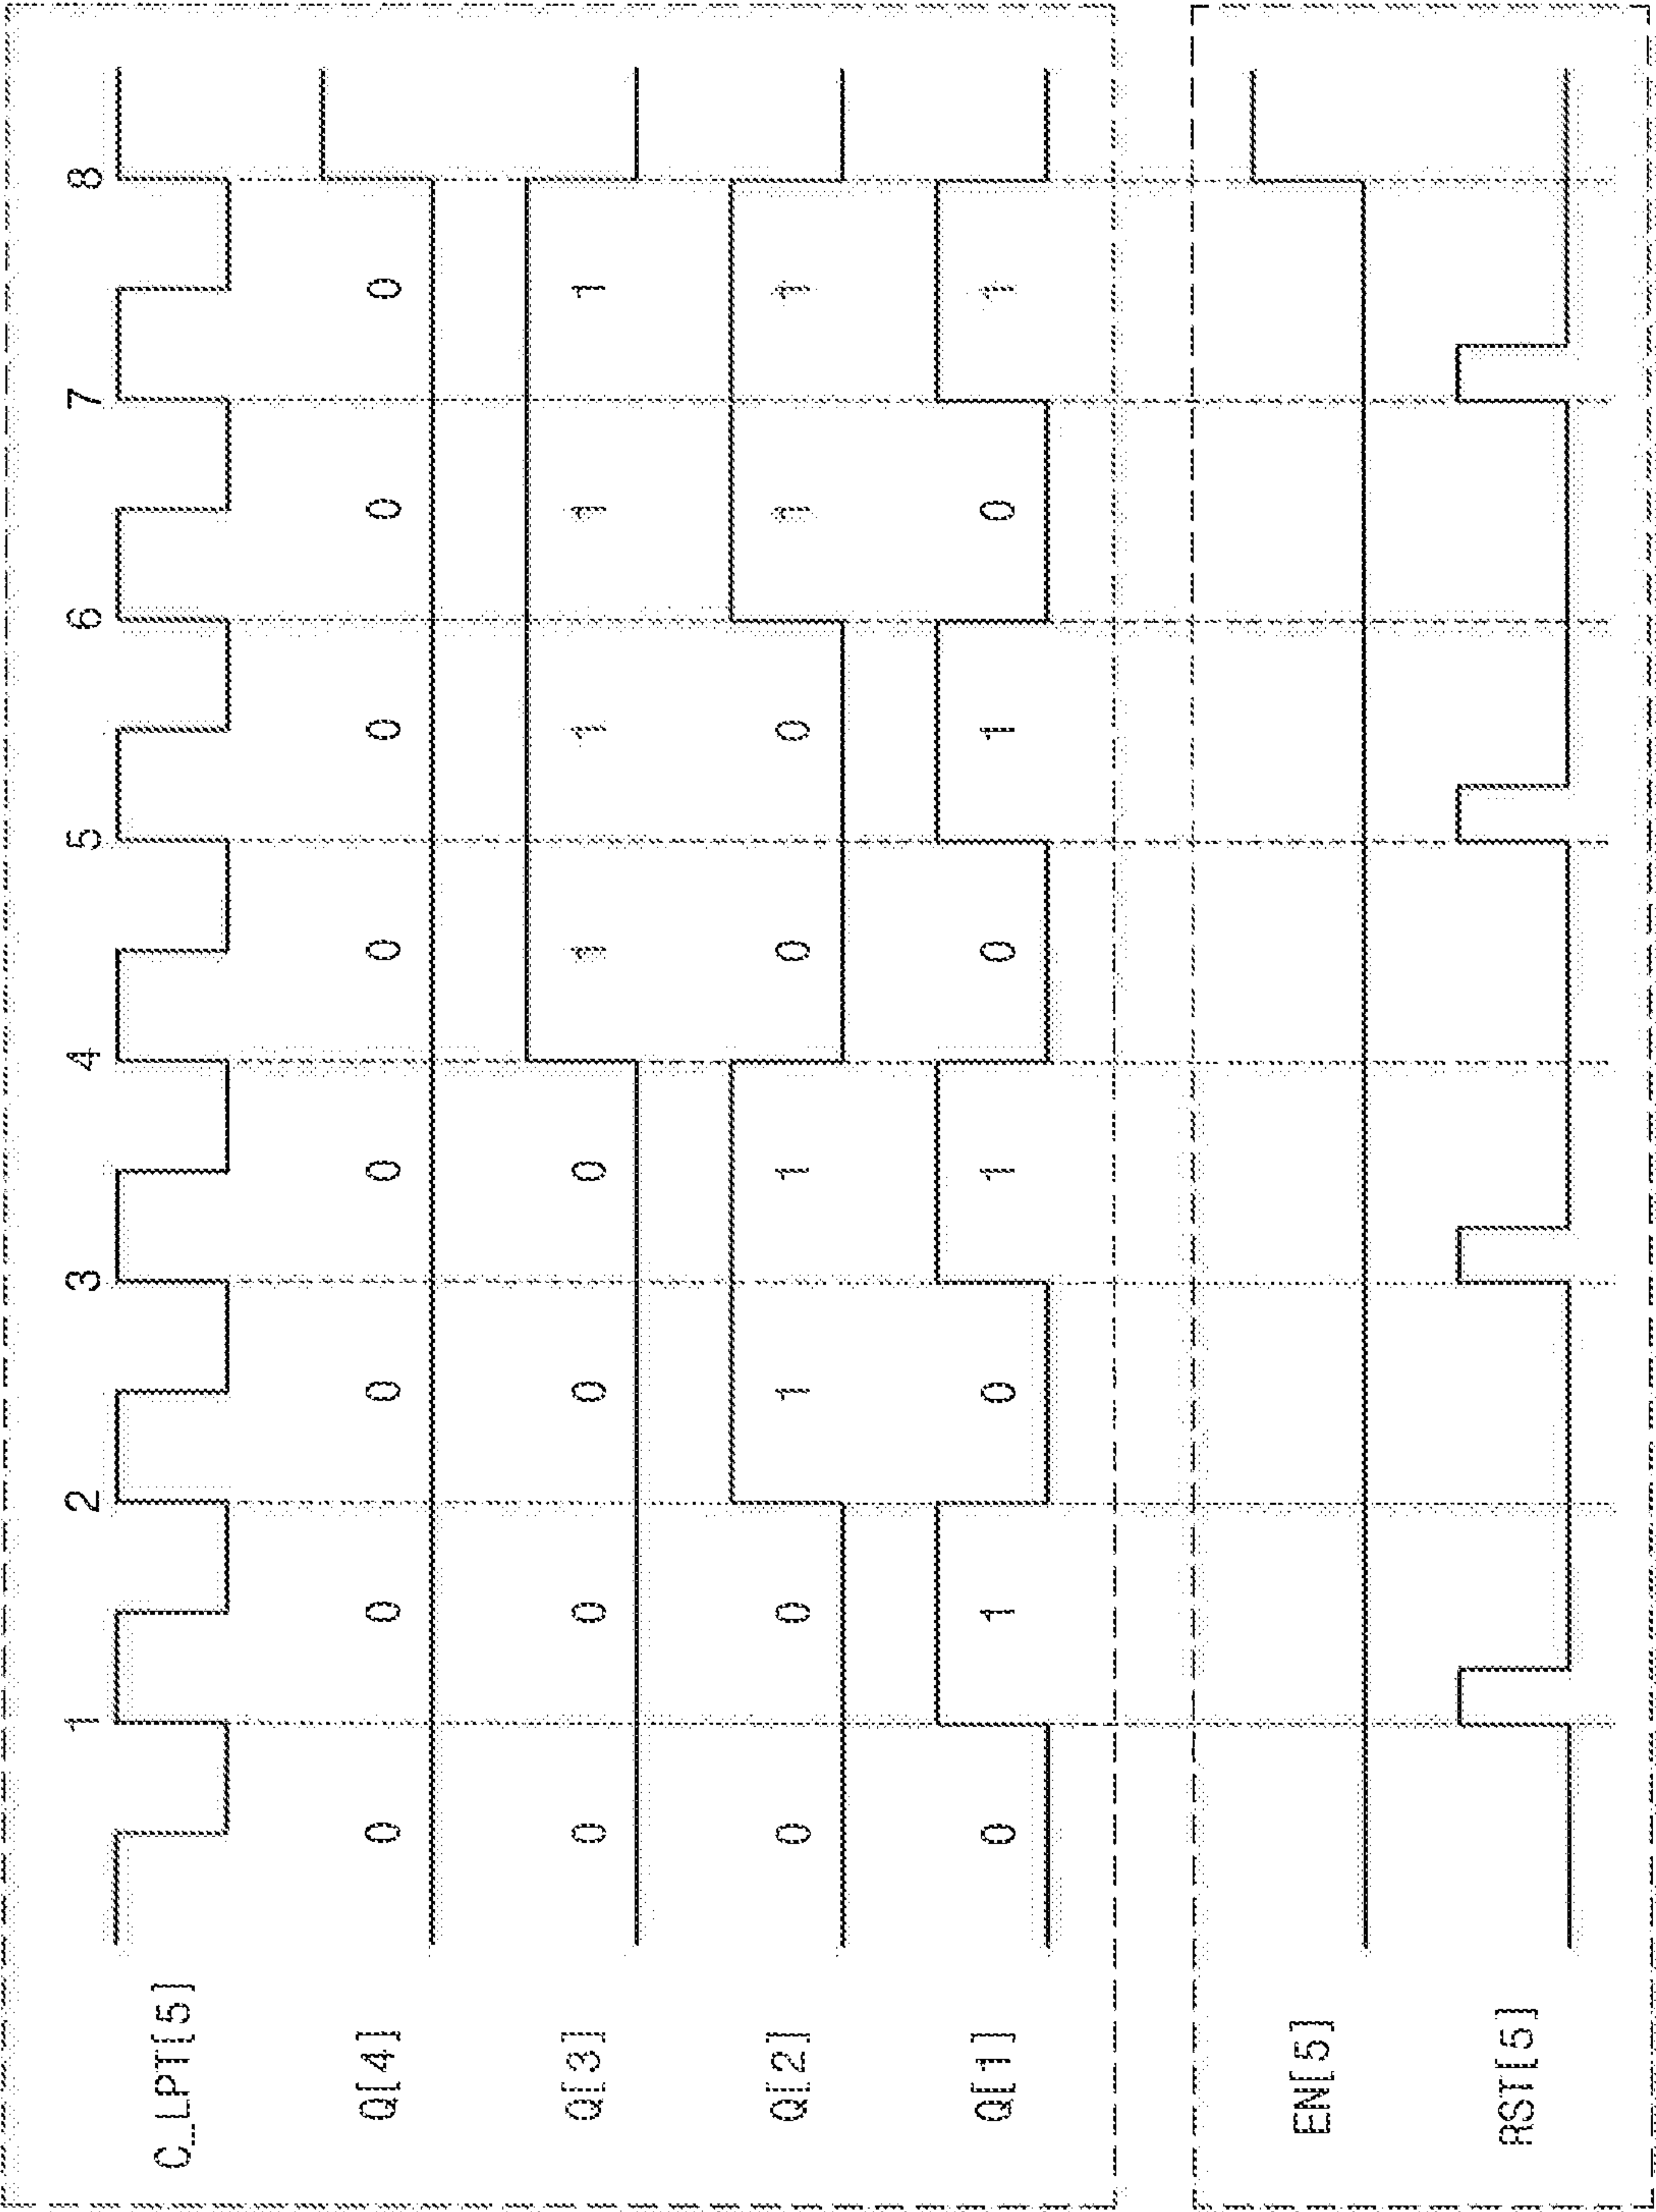 1 2 3 4 5 6 7 8
C_LPT[5]
Q[4] 0 0 0 0 0 0 0 0
Q[3] 0 0 0 0 1 1 1 1
Q[2] 0 0 1 1 0 0 1 1
Q[1] 0 1 0 1 0 1 0 1
EN[5]
RST[5]